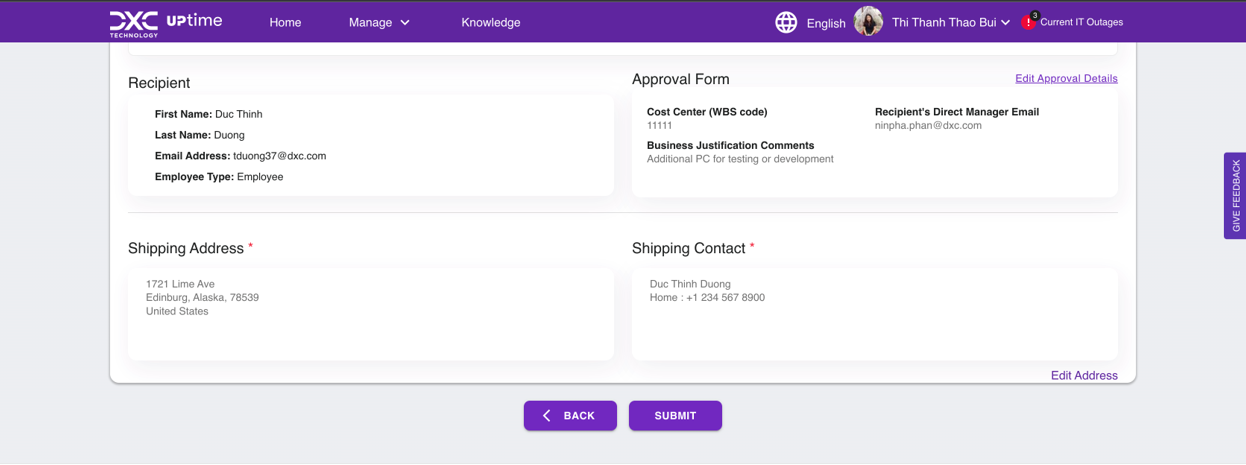 DXC TECHNOLOGY UPtime Home Manage Knowledge English Thi Thanh Thao Bui 3 Current IT Outages
Recipient
First Name: Duc Thinh
Last Name: Duong
Email Address: tduong37@dxc.com
Employee Type: Employee
Approval Form Edit Approval Details
Cost Center (WBS code)
11111
Recipient's Direct Manager Email
ninpha.phan@dxc.com
Business Justification Comments
Additional PC for testing or development
GIVE FEEDBACK
Shipping Address *
1721 Lime Ave
Edinburg, Alaska, 78539
United States
Shipping Contact *
Duc Thinh Duong
Home : +1 234 567 8900
Edit Address
BACK SUBMIT